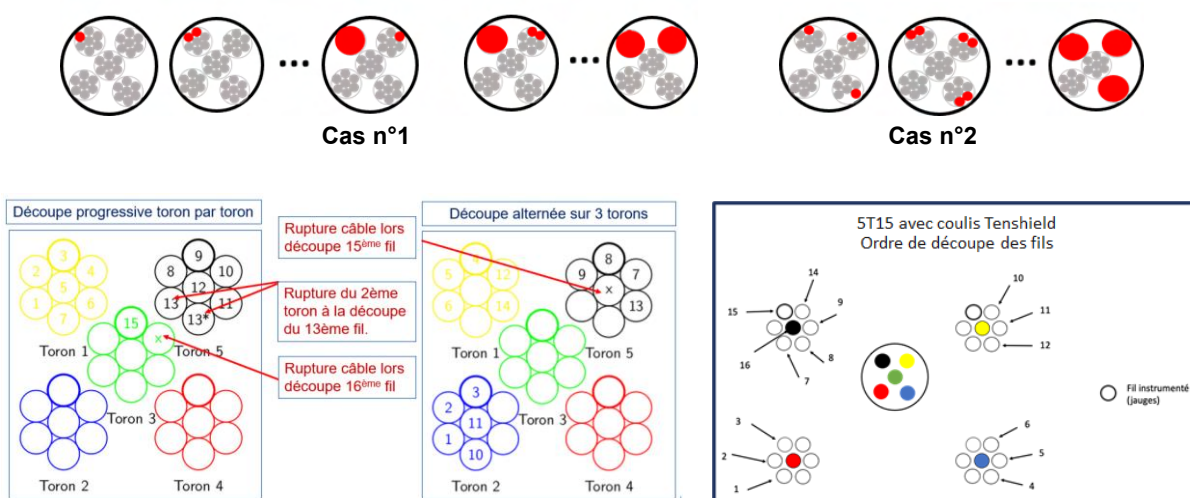 Cas n°1
Cas n°2
Découpe progressive toron par toron
3
2
4
5
1
6
7
Toron 1
9
8
10
12
13
11
13*
Toron 5
15
x
Toron 3
Toron 2
Toron 4
Rupture câble lors
découpe 15ème fil
Rupture du 2ème
toron à la découpe
du 13ème fil.
Rupture câble lors
découpe 16ème fil
Découpe alternée sur 3 torons
5
12
6
14
Toron 1
8
9
7
x
13
Toron 5
Toron 3
3
2
11
1
10
Toron 2
Toron 4
5T15 avec coulis Tenshield
Ordre de découpe des fils
14
15
9
16
8
7
10
11
12
Fil instrumenté
(jauges)
3
2
1
6
5
4